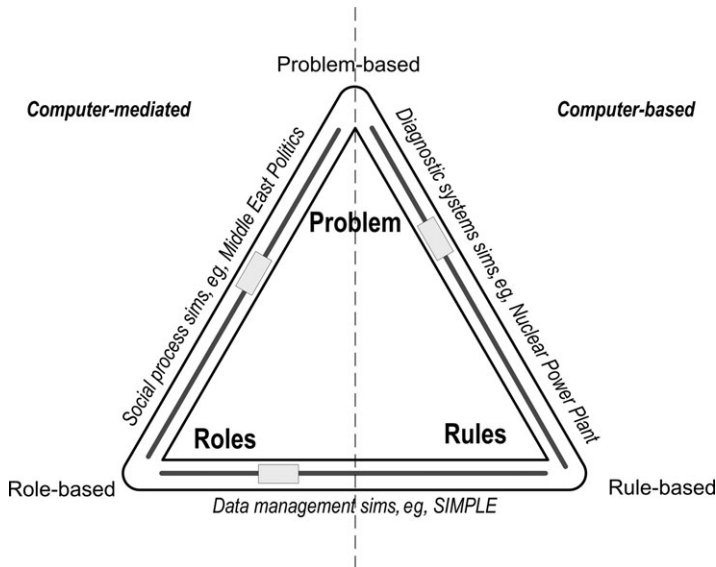 Problem-based
Computer-mediated
Computer-based
Social process sims, eg, Middle East Politics
Diagnostic systems sims, eg, Nuclear Power Plant
Problem
Roles
Rules
Role-based
Rule-based
Data management sims, eg, SIMPLE